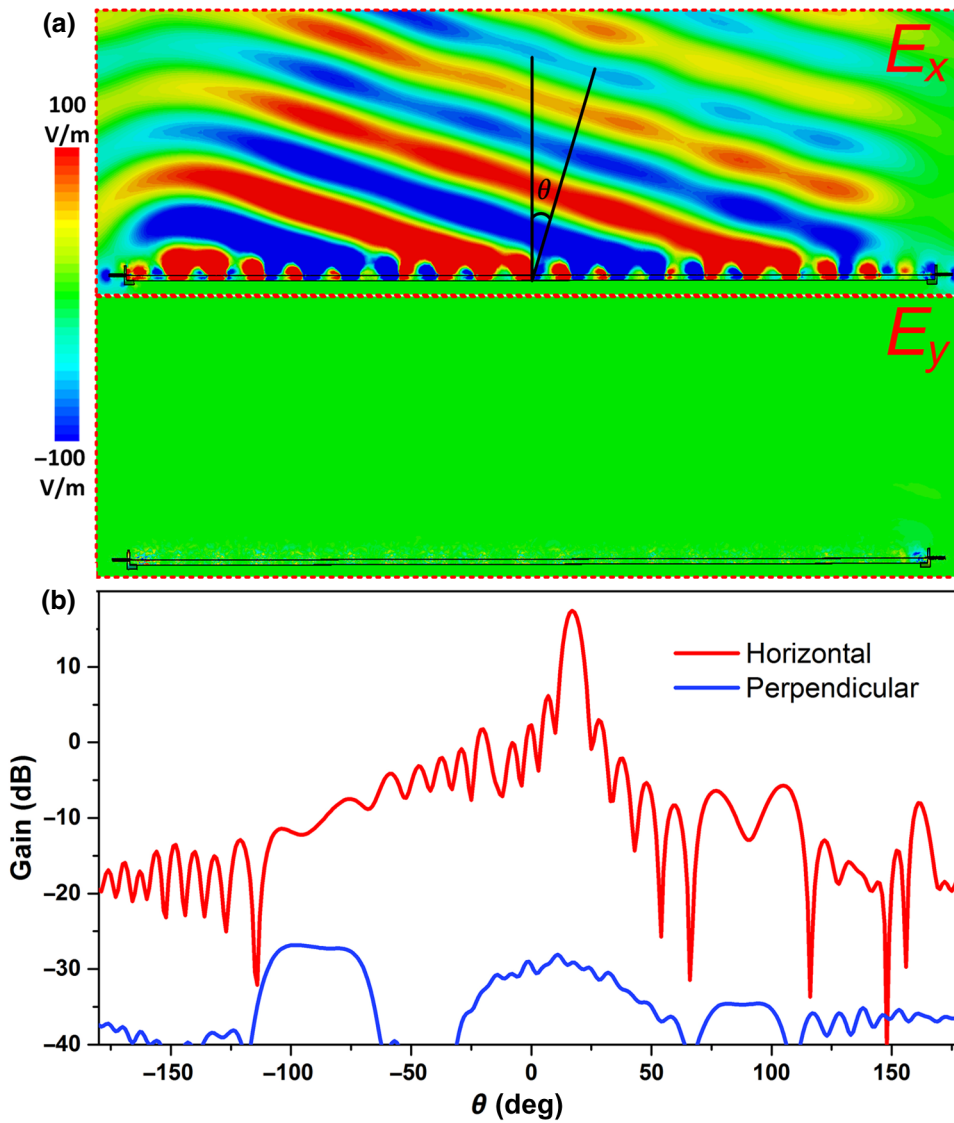 (a)
E_x
100
V/m
θ
−100
V/m
E_y
(b)
Horizontal
Perpendicular
10
0
−10
−20
−30
−40
Gain (dB)
−150
−100
−50
0
50
100
150
θ (deg)